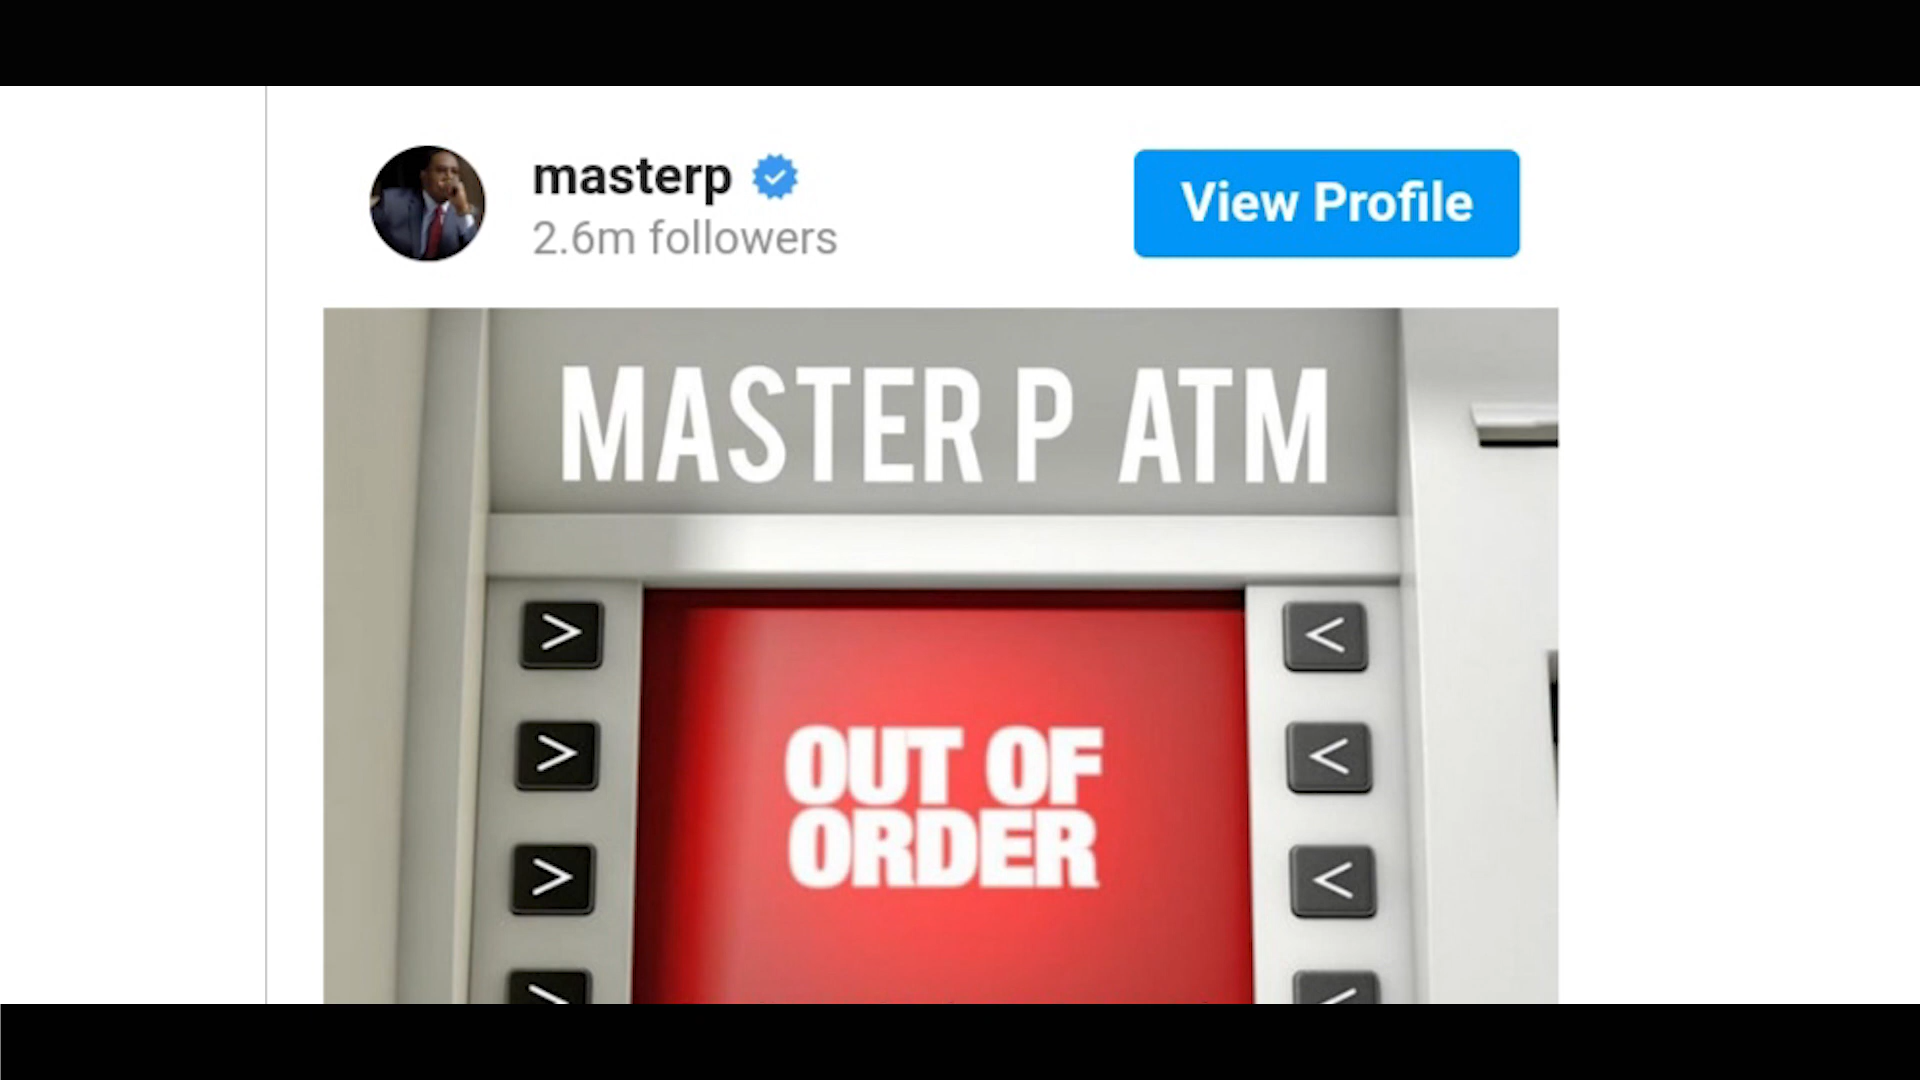 masterp
2.6m followers
View Profile
MASTER P ATM
>
<
OUT OF
ORDER
>
<
>
<
>
<